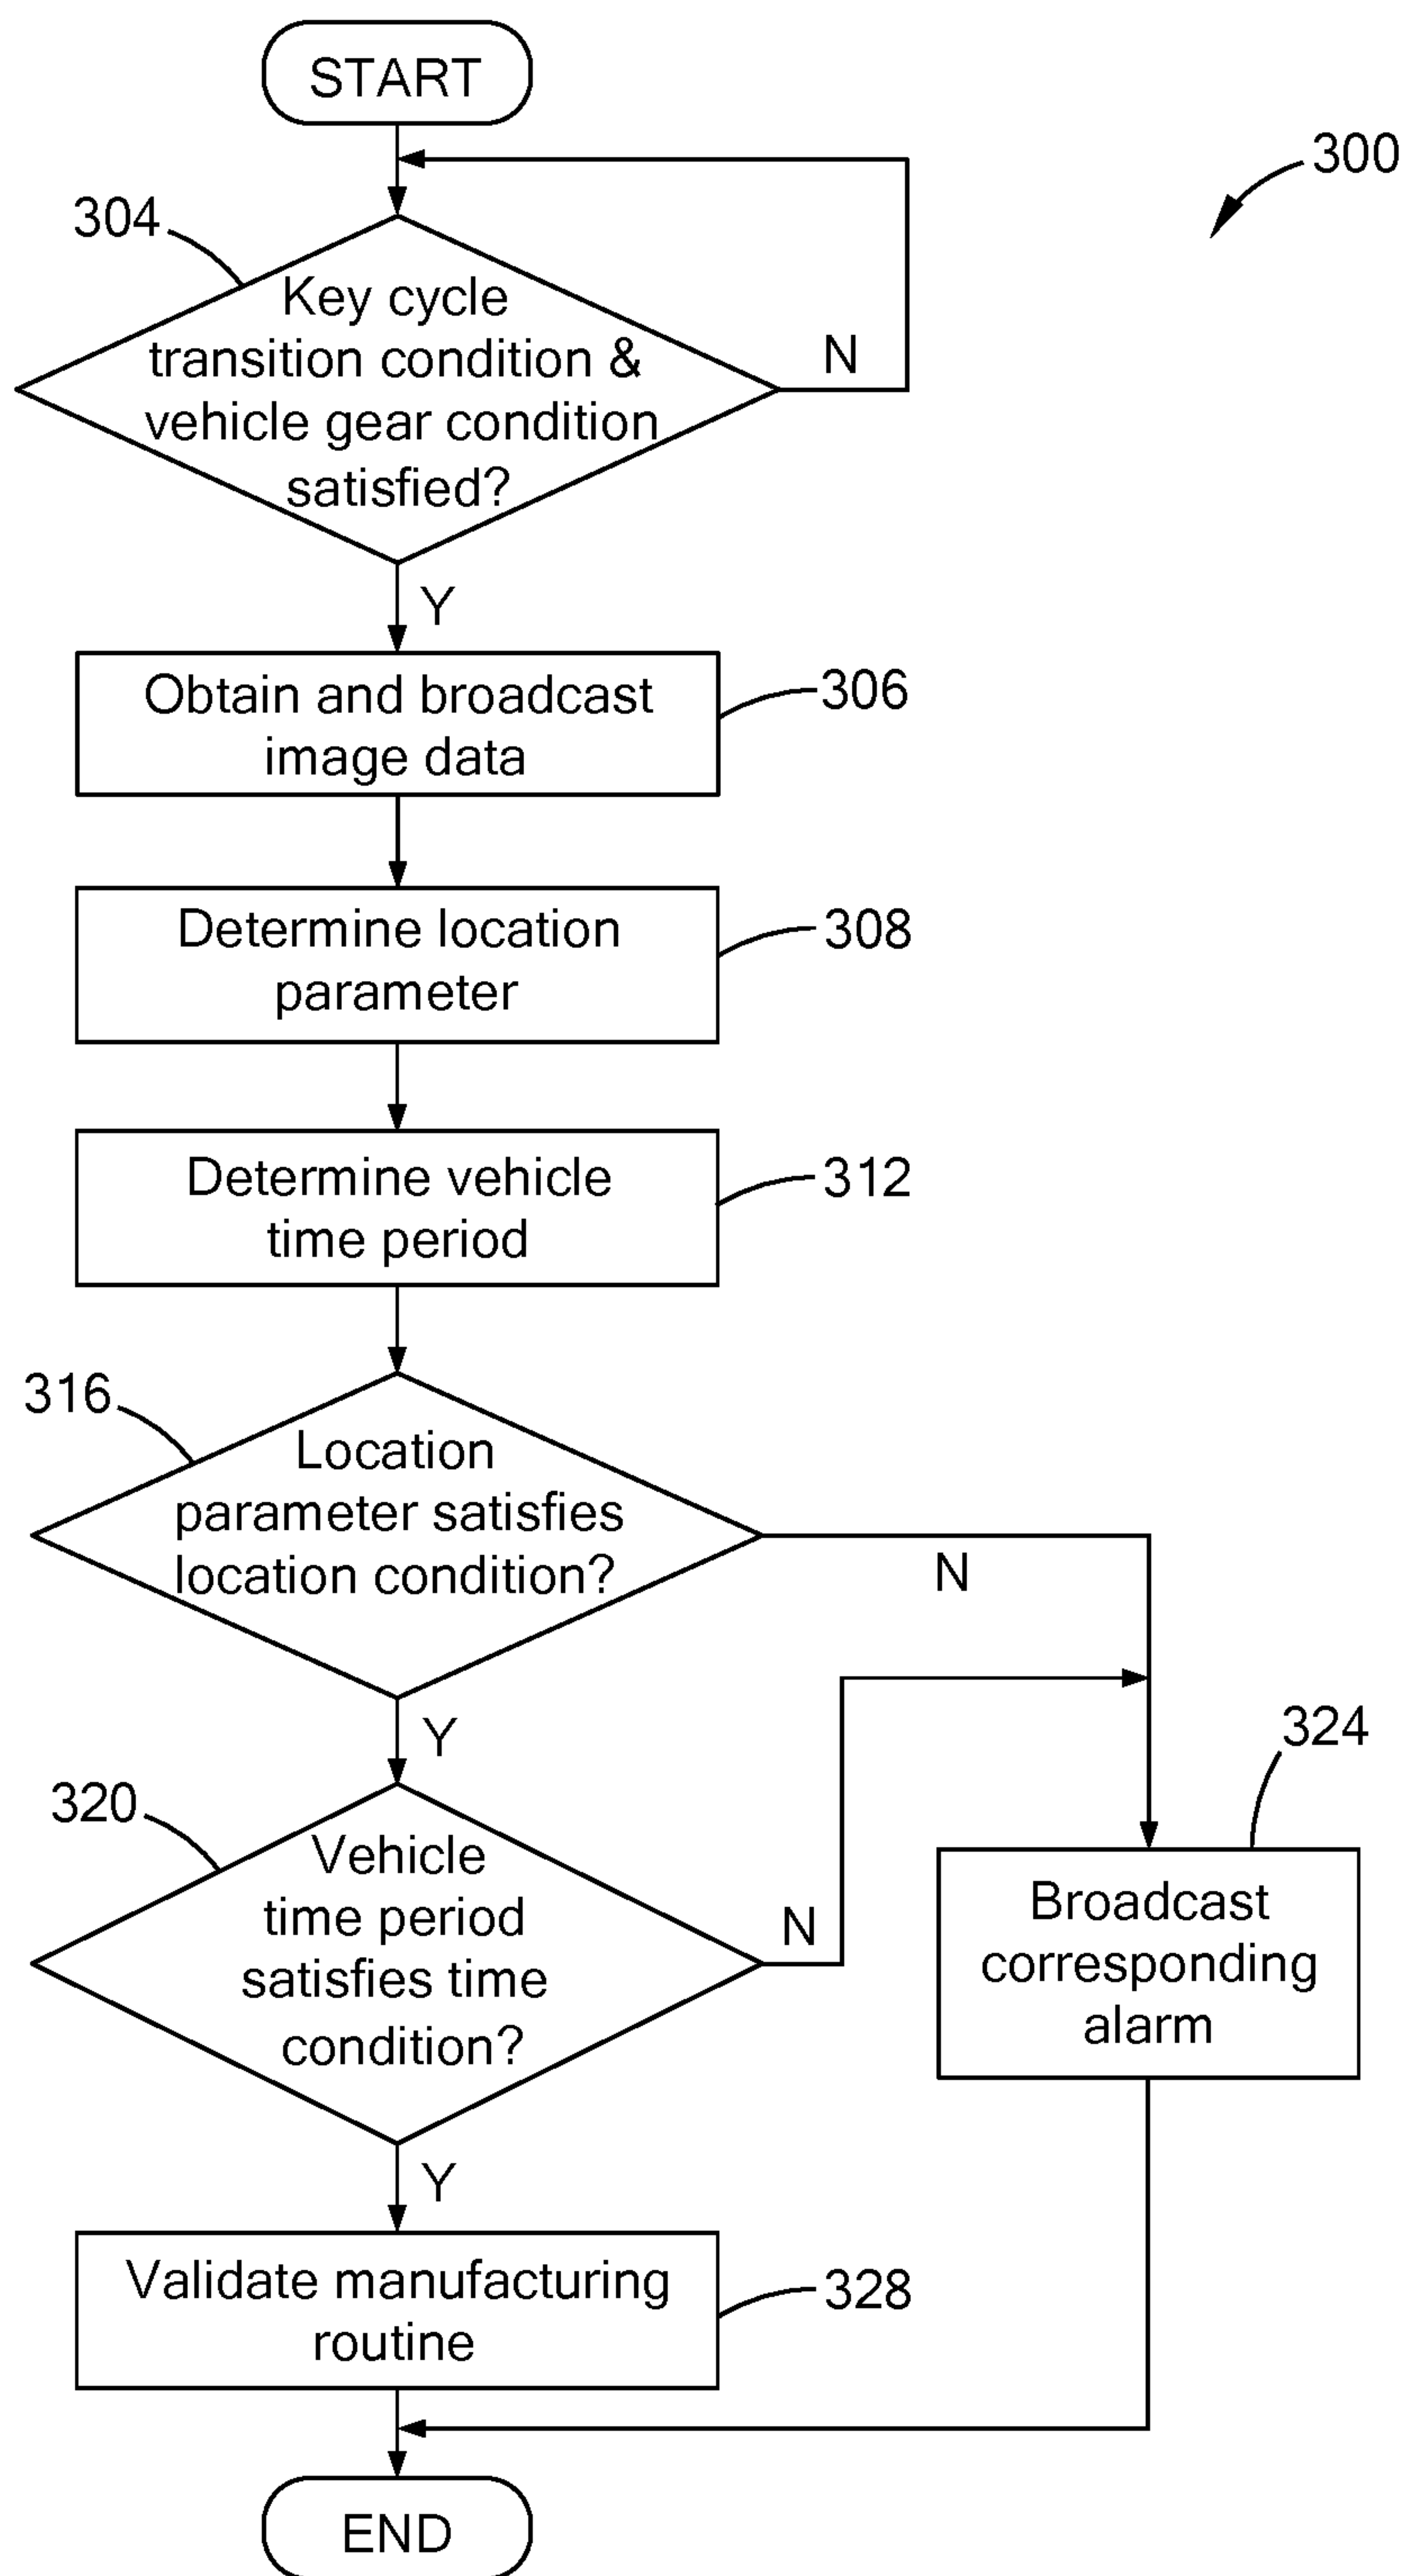 START
300
304
Key cycle
transition condition &
vehicle gear condition
satisfied?
N
Y
Obtain and broadcast
image data
306
Determine location
parameter
308
Determine vehicle
time period
312
316
Location
parameter satisfies
location condition?
N
Y
324
320
Vehicle
time period
satisfies time
condition?
N
Broadcast
corresponding
alarm
Y
Validate manufacturing
routine
328
END